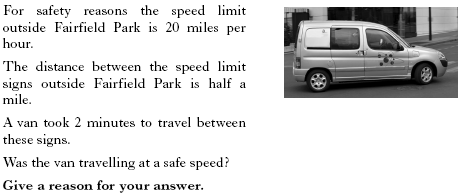 For safety reasons the speed limit
outside Fairfield Park is 20 miles per
hour.
The distance between the speed limit
signs outside Fairfield Park is half a
mile.
A van took 2 minutes to travel between
these signs.
Was the van travelling at a safe speed?
Give a reason for your answer.